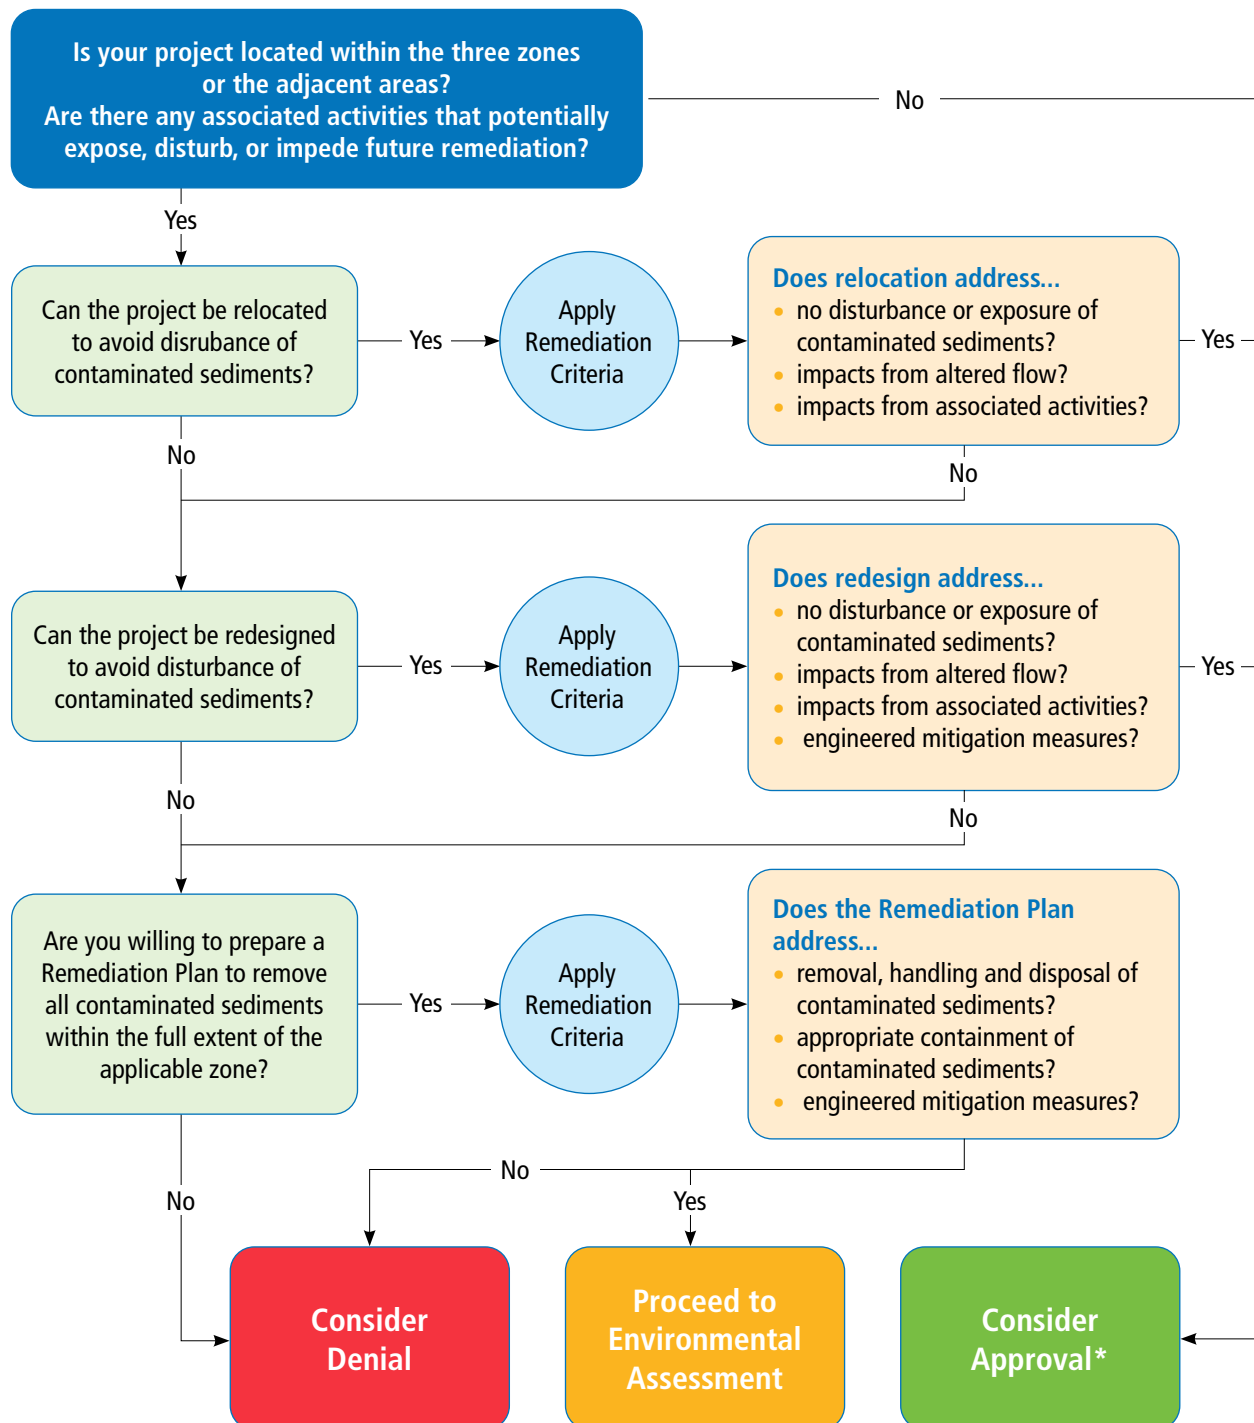 Is your project located within the three zones
or the adjacent areas?
Are there any associated activities that potentially
expose, disturb, or impede future remediation?
No
Yes
Can the project be relocated
to avoid disrubance of
contaminated sediments?
Yes
Apply
Remediation
Criteria
Does relocation address...
• no disturbance or exposure of
contaminated sediments?
• impacts from altered flow?
• impacts from associated activities?
Yes
No
No
Can the project be redesigned
to avoid disturbance of
contaminated sediments?
Yes
Apply
Remediation
Criteria
Does redesign address...
• no disturbance or exposure of
contaminated sediments?
• impacts from altered flow?
• impacts from associated activities?
• engineered mitigation measures?
Yes
No
No
Are you willing to prepare a
Remediation Plan to remove
all contaminated sediments
within the full extent of the
applicable zone?
Yes
Apply
Remediation
Criteria
Does the Remediation Plan
address...
• removal, handling and disposal of
contaminated sediments?
• appropriate containment of
contaminated sediments?
• engineered mitigation measures?
No
No
Yes
Consider
Denial
Proceed to
Environmental
Assessment
Consider
Approval*